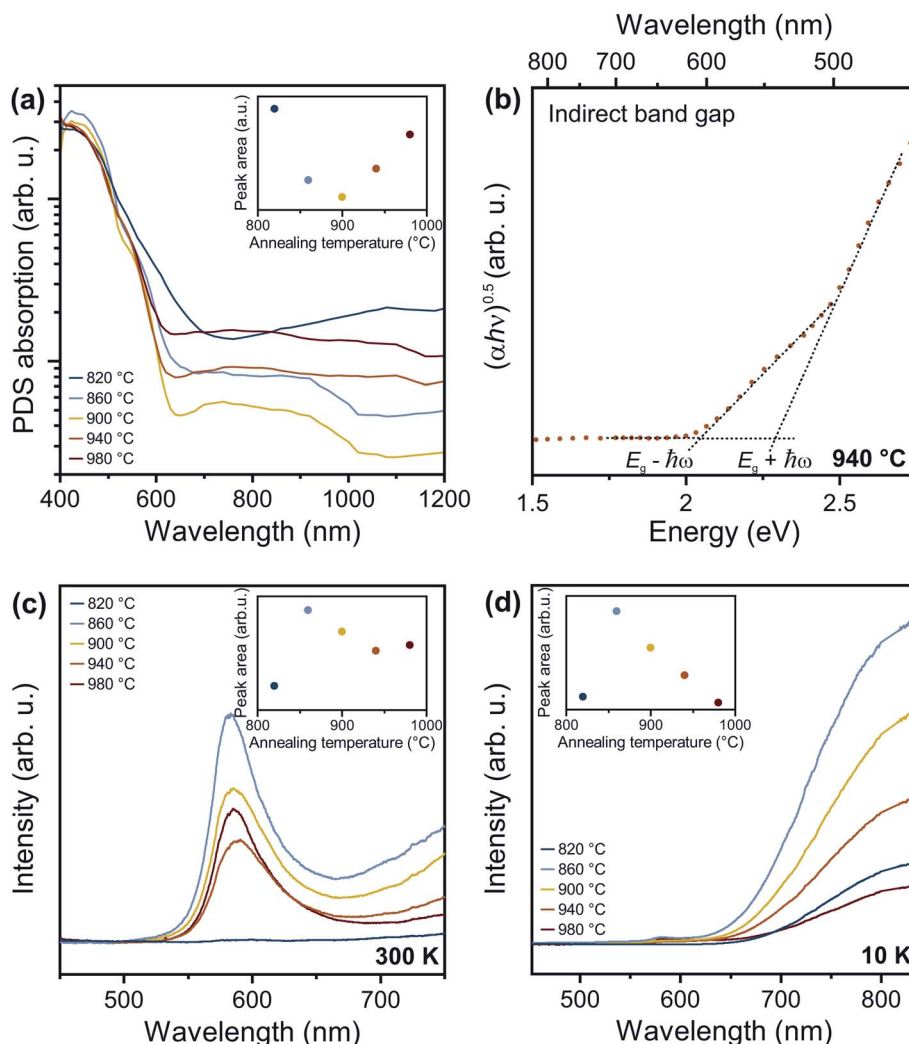 (a)
PDS absorption (arb. u.)
Peak area (a.u.)
800 900 1000
Annealing temperature (°C)
820 °C
860 °C
900 °C
940 °C
980 °C
400 600 800 1000 1200
Wavelength (nm)
Wavelength (nm)
800 700 600 500
(b)
Indirect band gap
(αhν)^0.5 (arb. u.)
E_g - ℏω E_g + ℏω 940 °C
1.5 2 2.5
Energy (eV)
(c)
820 °C
860 °C
900 °C
940 °C
980 °C
Peak area (arb.u.)
800 900 1000
Annealing temperature (°C)
Intensity (arb. u.)
300 K
500 600 700
Wavelength (nm)
(d)
Peak area (arb.u.)
800 900 1000
Annealing temperature (°C)
Intensity (arb. u.)
820 °C
860 °C
900 °C
940 °C
980 °C
10 K
500 600 700 800
Wavelength (nm)